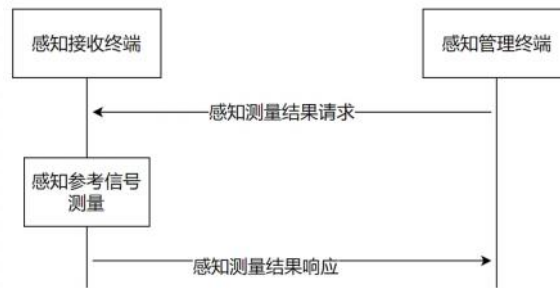 感知接收终端
感知管理终端
感知测量结果请求
感知参考信号
测量
感知测量结果响应